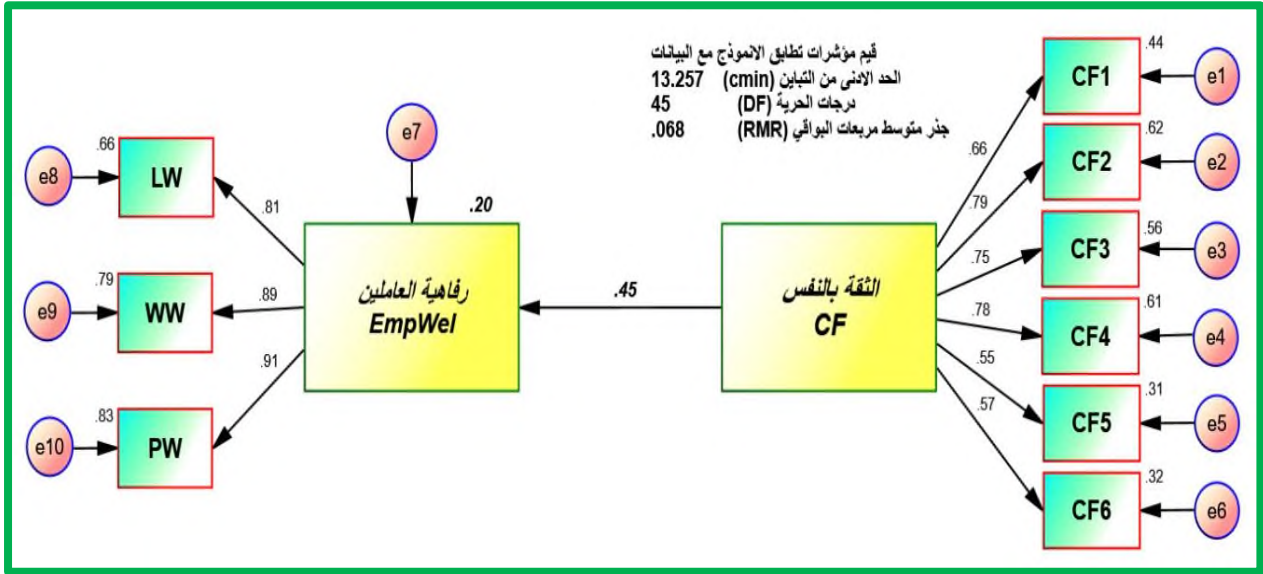 قيم مؤشرات تطابق الانموذج مع البيانات
الحد الادنى من التباين (cmin) 13.257
درجات الحرية (DF) 45
جذر متوسط مربعات البواقي (RMR) .068
e7
.20
رفاهية العاملين
EmpWel
.45
الثقة بالنفس
CF
e8
.66
LW
.81
e9
.79
WW
.89
e10
.83
PW
.91
.66
CF1
.44
e1
.79
CF2
.62
e2
.75
CF3
.56
e3
.78
CF4
.61
e4
.55
CF5
.31
e5
.57
CF6
.32
e6